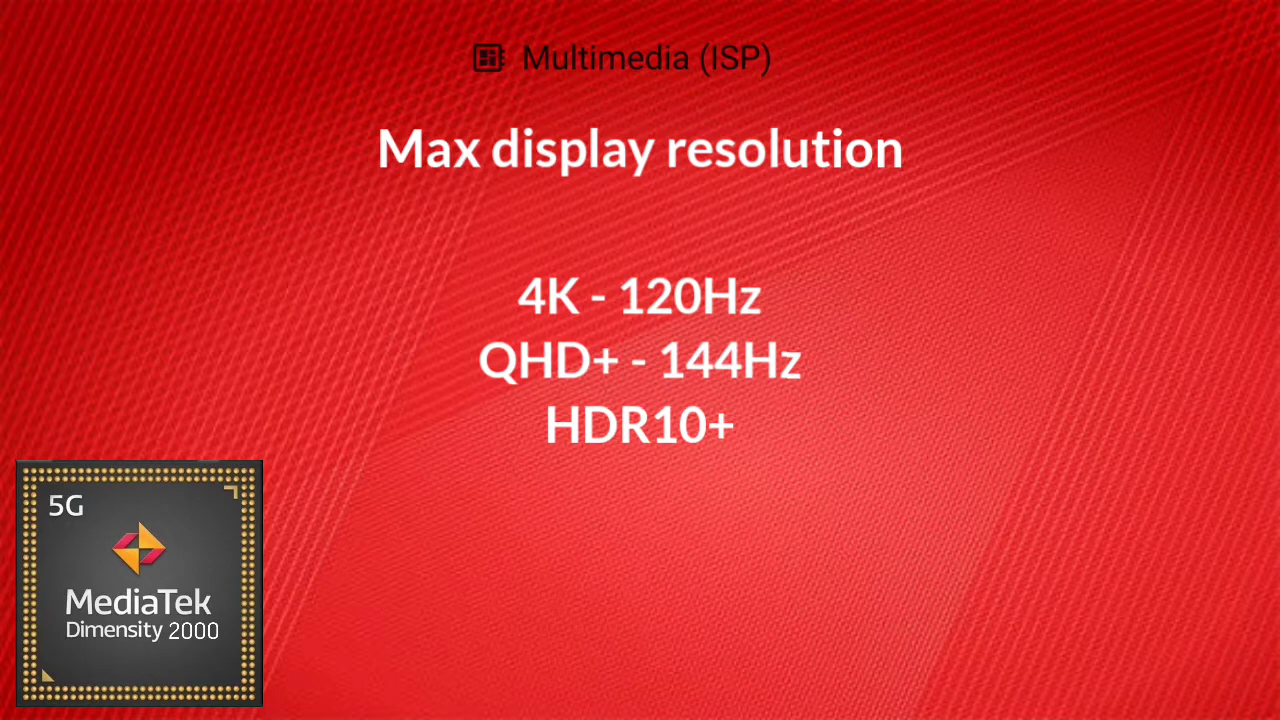 Multimedia (ISP)
Max display resolution
4K - 120Hz
QHD+ - 144Hz
HDR10+
5G
MediaTek
Dimensity 2000